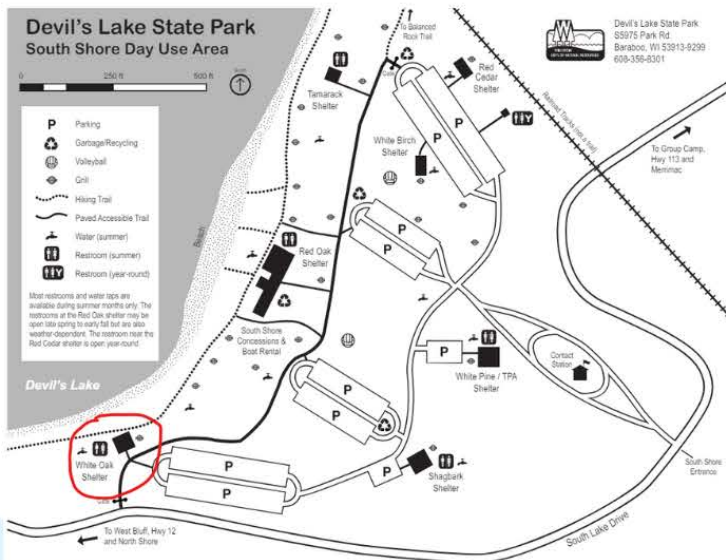 Devil's Lake State Park
South Shore Day Use Area
0
250 ft
500 ft
P
Parking
Garbage/Recycling
Volleyball
Grill
Hiking Trail
Paved Accessible Trail
Water (summer)
Restroom (summer)
Restroom (year-round)
Most restrooms and water taps are
available during summer months only. The
restrooms at the Red Oak shelter may be
open late spring to early fall but are also
weather-dependent. The restroom near the
Red Cedar shelter is open year-round.
Devil's Lake
Beach
To Balanced
Rock Trail
Gate
Tamarack
Shelter
Red
Cedar
Shelter
White Birch
Shelter
P
P
Devil's Lake State Park
S5975 Park Rd.
Baraboo, WI 53913-9299
608-356-8301
Railroad Tracks (not a trail)
To Group Camp,
Hwy 113 and
Merrimac
P
P
Red Oak
Shelter
South Shore
Concessions &
Boat Rental
P
White Pine / TPA
Shelter
Contact
Station
P
P
P
Shagbark
Shelter
South Shore
Entrance
White Oak
Shelter
Gate
P
P
To West Bluff, Hwy 12
and North Shore
South Lake Drive